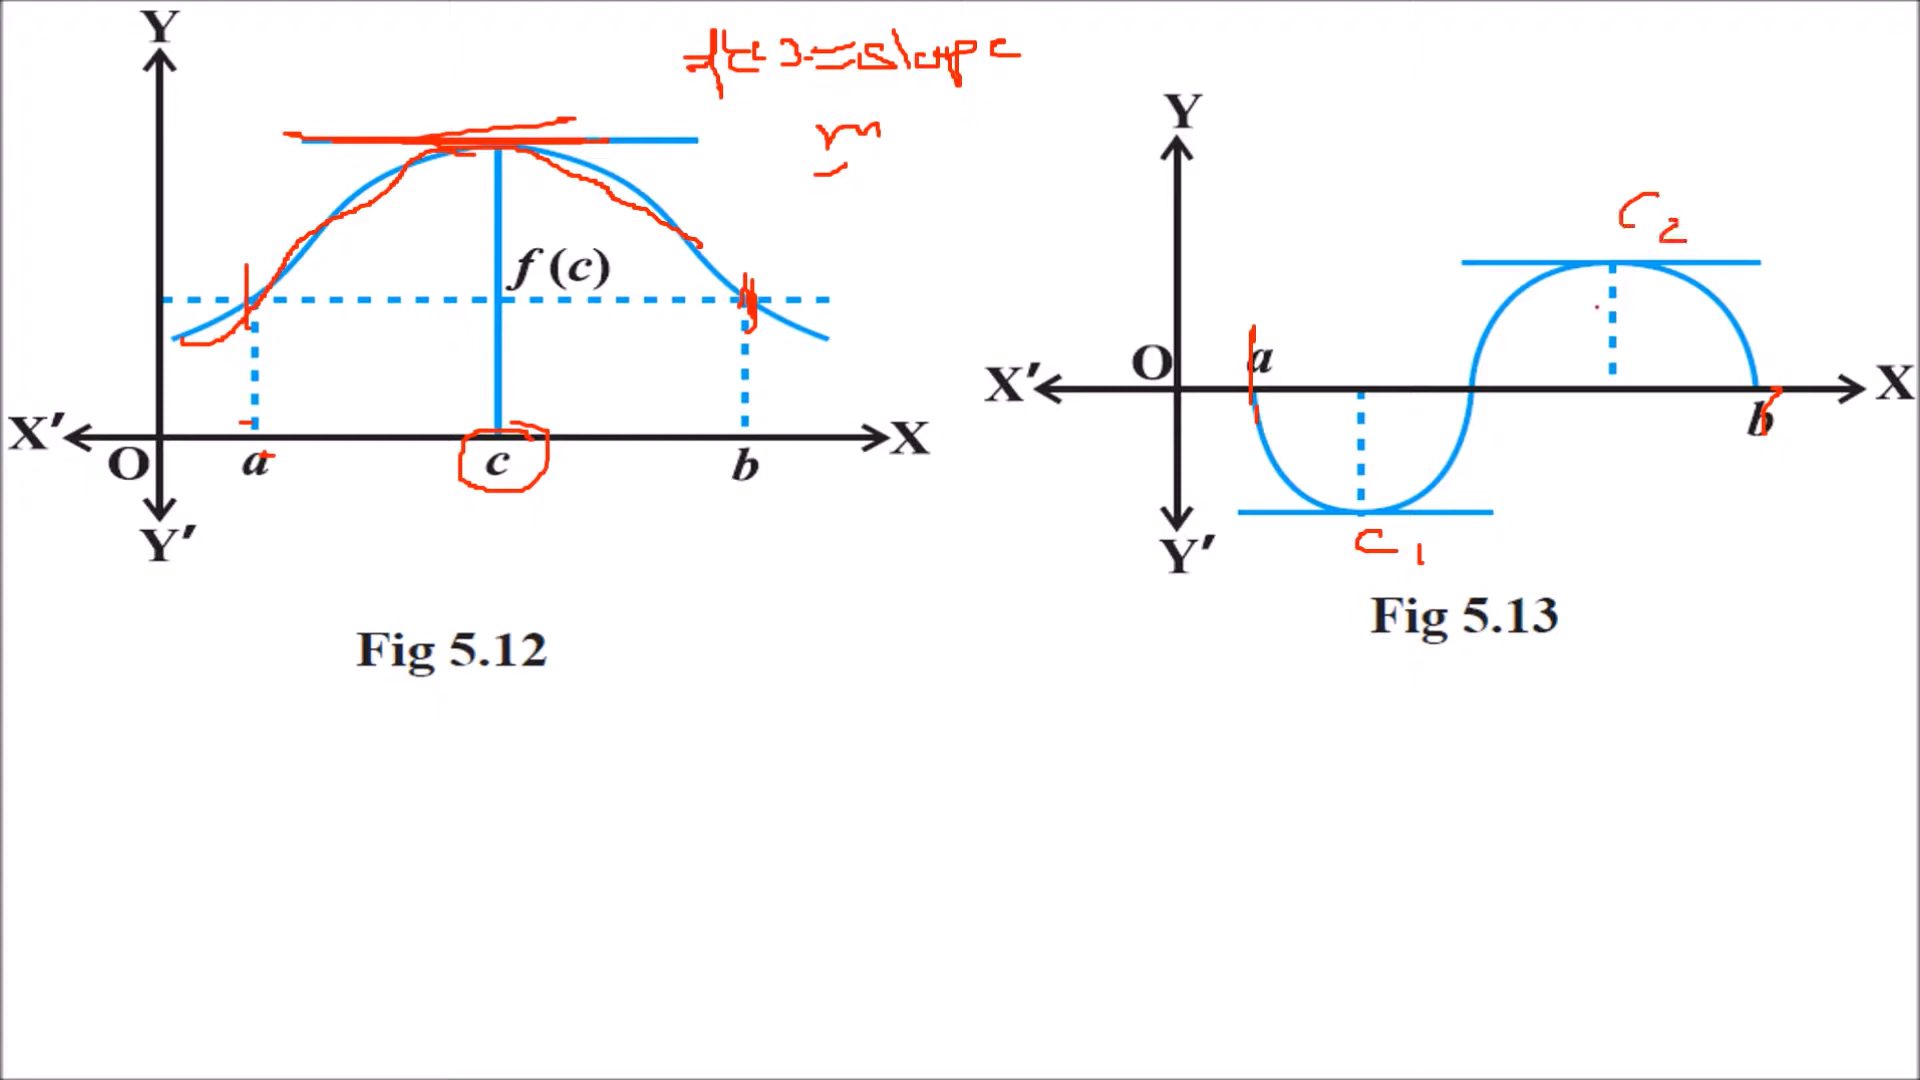 Y
f(c) = slope
m
f (c)
X′ O a c b X
Y′
Fig 5.12
Y
C2
O a
X′ X
b
C1
Y′
Fig 5.13